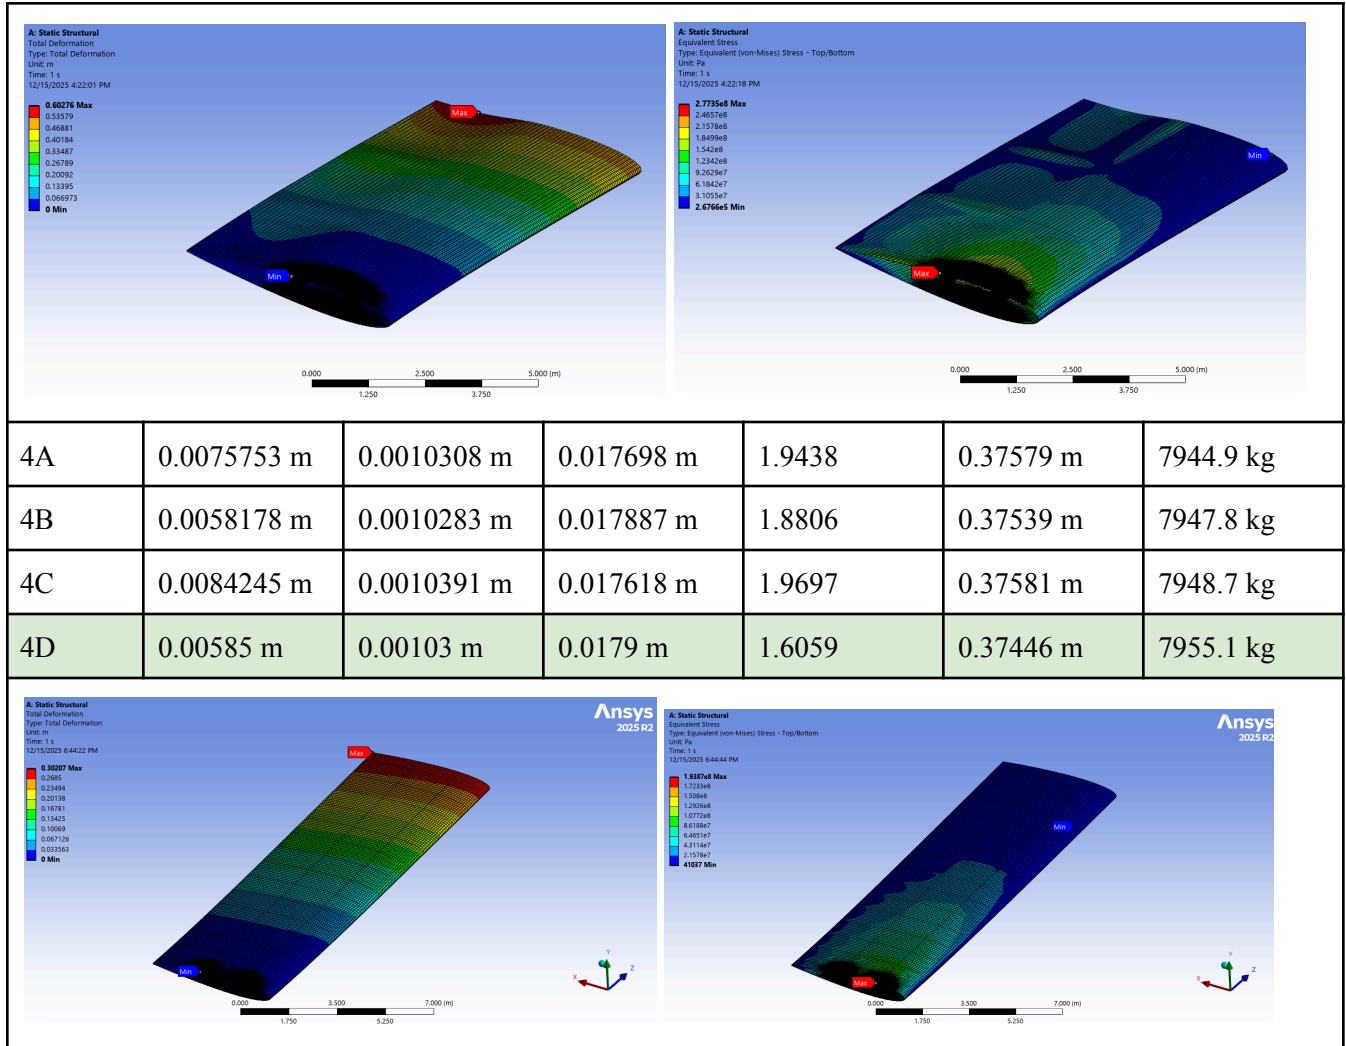 A: Static Structural
Total Deformation
Type: Total Deformation
Unit: m
Time: 1 s
12/15/2025 4:22:01 PM
0.60276 Max
0.53579
0.46881
0.40184
0.33487
0.26789
0.20092
0.13395
0.066973
0 Min
Max
Min
0.000 2.500 5.000 (m)
1.250 3.750
A: Static Structural
Equivalent Stress
Type: Equivalent (von-Mises) Stress - Top/Bottom
Unit: Pa
Time: 1 s
12/15/2025 4:22:18 PM
2.7735e8 Max
2.4657e8
2.1578e8
1.8499e8
1.542e8
1.2342e8
9.2629e7
6.1842e7
3.1055e7
2.6766e5 Min
Min
Max
0.000 2.500 5.000 (m)
1.250 3.750
4A 0.0075753 m 0.0010308 m 0.017698 m 1.9438 0.37579 m 7944.9 kg
4B 0.0058178 m 0.0010283 m 0.017887 m 1.8806 0.37539 m 7947.8 kg
4C 0.0084245 m 0.0010391 m 0.017618 m 1.9697 0.37581 m 7948.7 kg
4D 0.00585 m 0.00103 m 0.0179 m 1.6059 0.37446 m 7955.1 kg
A: Static Structural
Total Deformation
Type: Total Deformation
Unit: m
Time: 1 s
12/15/2025 6:44:22 PM
0.30207 Max
0.2685
0.23494
0.20138
0.16781
0.13425
0.10069
0.067126
0.033563
0 Min
Ansys
2025 R2
Max
Min
Y
X Z
0.000 3.500 7.000 (m)
1.750 5.250
A: Static Structural
Equivalent Stress
Type: Equivalent (von-Mises) Stress - Top/Bottom
Unit: Pa
Time: 1 s
12/15/2025 6:44:44 PM
1.9387e8 Max
1.7233e8
1.508e8
1.2926e8
1.0772e8
8.6188e7
6.4651e7
4.3114e7
2.1578e7
41037 Min
Ansys
2025 R2
Min
Max
Y
X Z
0.000 3.500 7.000 (m)
1.750 5.250